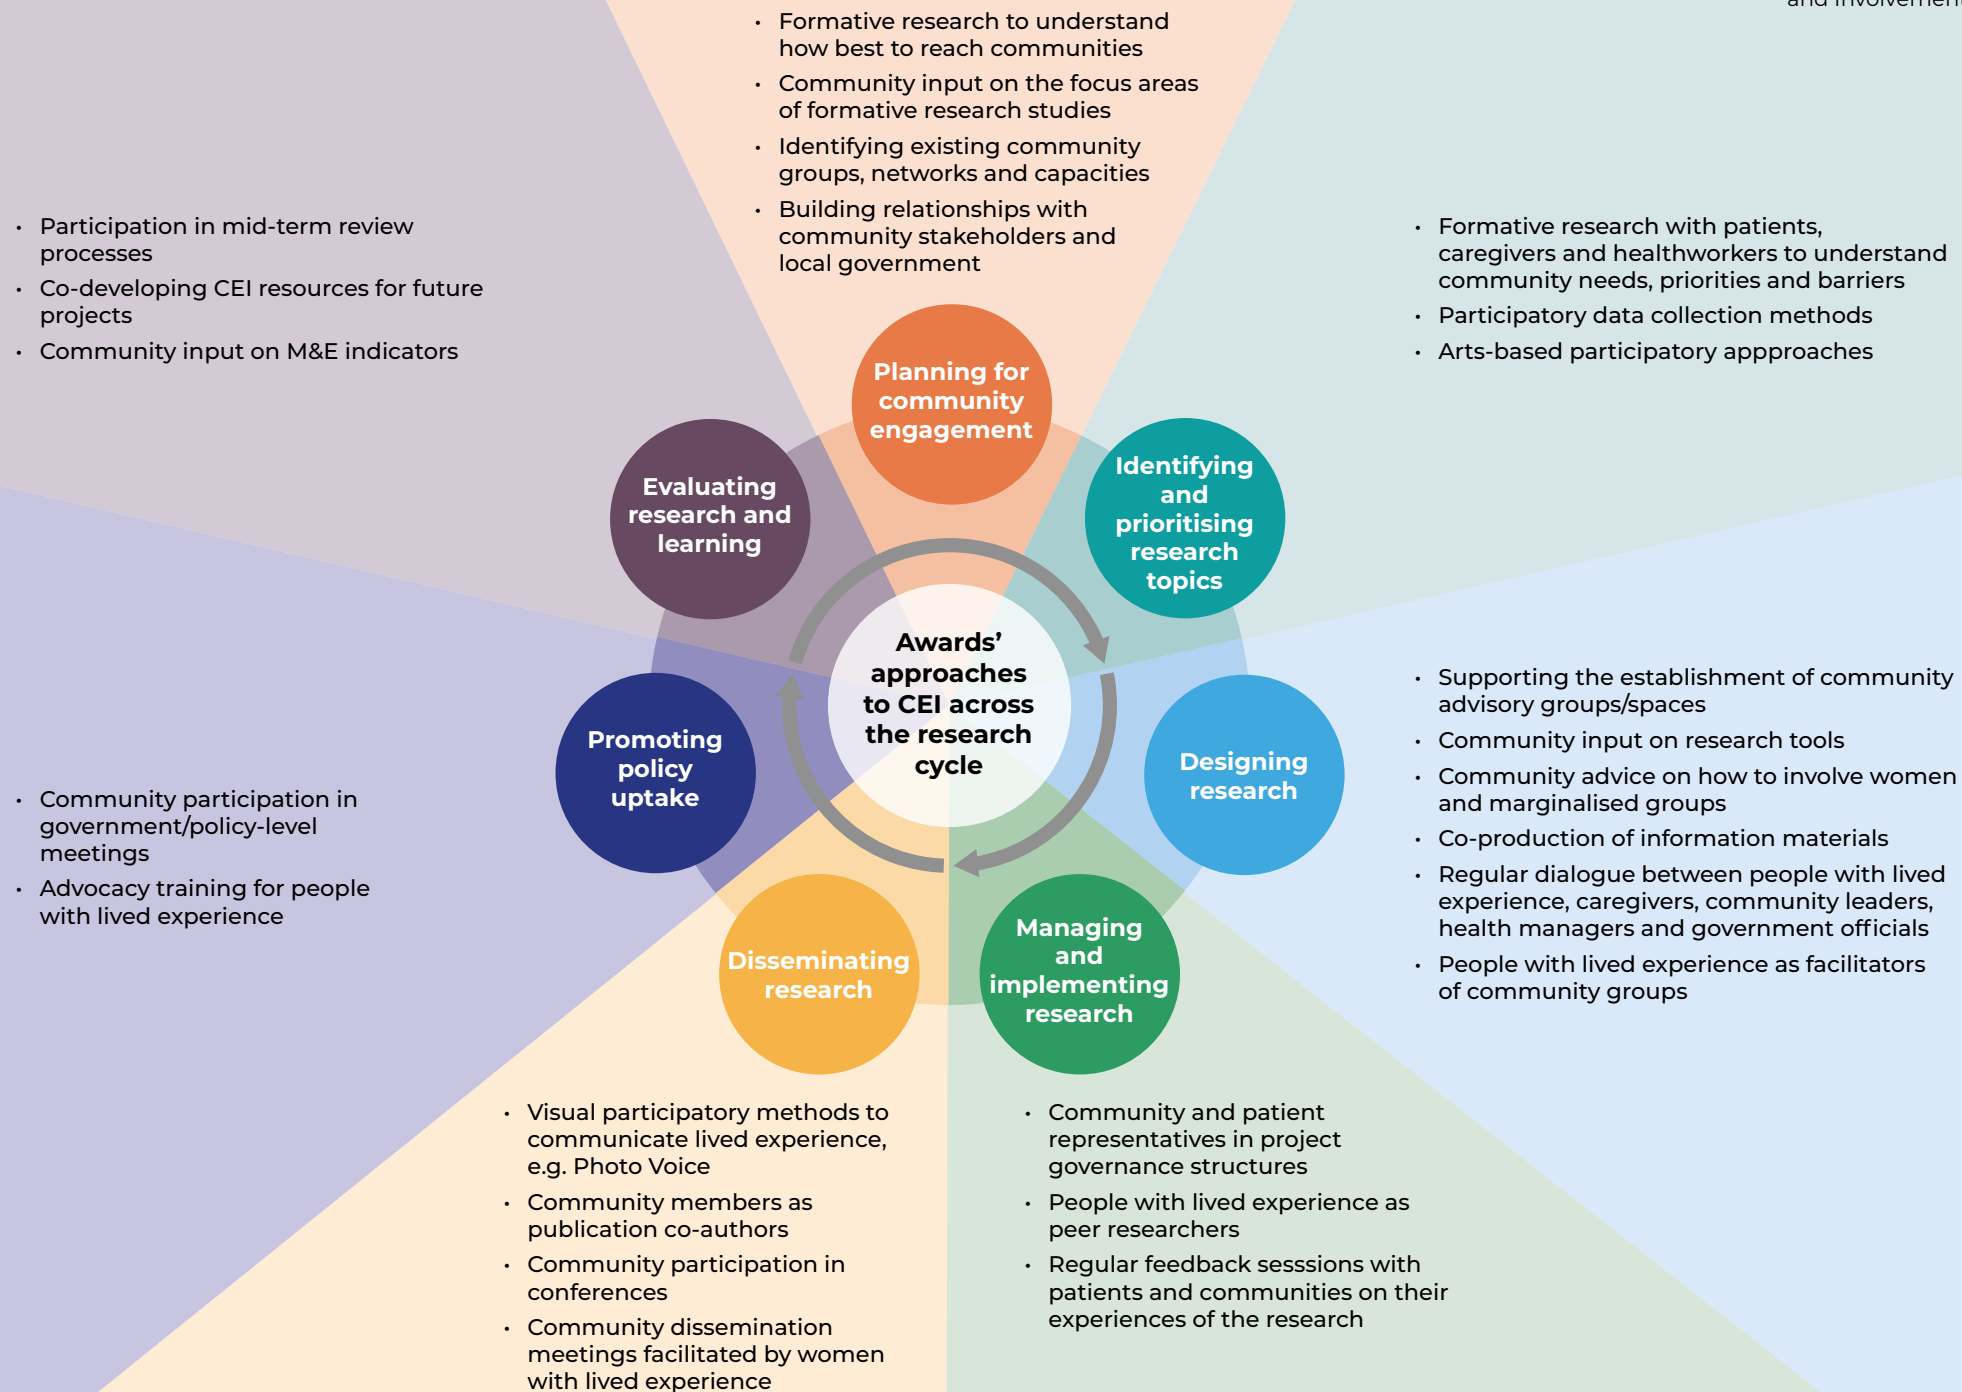 and Involvement
• Formative research to understand
how best to reach communities
• Community input on the focus areas
of formative research studies
• Identifying existing community
groups, networks and capacities
• Building relationships with
community stakeholders and
local government
• Participation in mid-term review
processes
• Co-developing CEI resources for future
projects
• Community input on M&E indicators
• Formative research with patients,
caregivers and healthworkers to understand
community needs, priorities and barriers
• Participatory data collection methods
• Arts-based participatory appproaches
Planning for
community
engagement
Identifying
and
prioritising
research
topics
Evaluating
research and
learning
Awards’
approaches
to CEI across
the research
cycle
Designing
research
Promoting
policy
uptake
• Supporting the establishment of community
advisory groups/spaces
• Community input on research tools
• Community advice on how to involve women
and marginalised groups
• Co-production of information materials
• Regular dialogue between people with lived
experience, caregivers, community leaders,
health managers and government officials
• People with lived experience as facilitators
of community groups
• Community participation in
government/policy-level
meetings
• Advocacy training for people
with lived experience
Disseminating
research
Managing
and
implementing
research
• Visual participatory methods to
communicate lived experience,
e.g. Photo Voice
• Community members as
publication co-authors
• Community participation in
conferences
• Community dissemination
meetings facilitated by women
with lived experience
• Community and patient
representatives in project
governance structures
• People with lived experience as
peer researchers
• Regular feedback sesssions with
patients and communities on their
experiences of the research